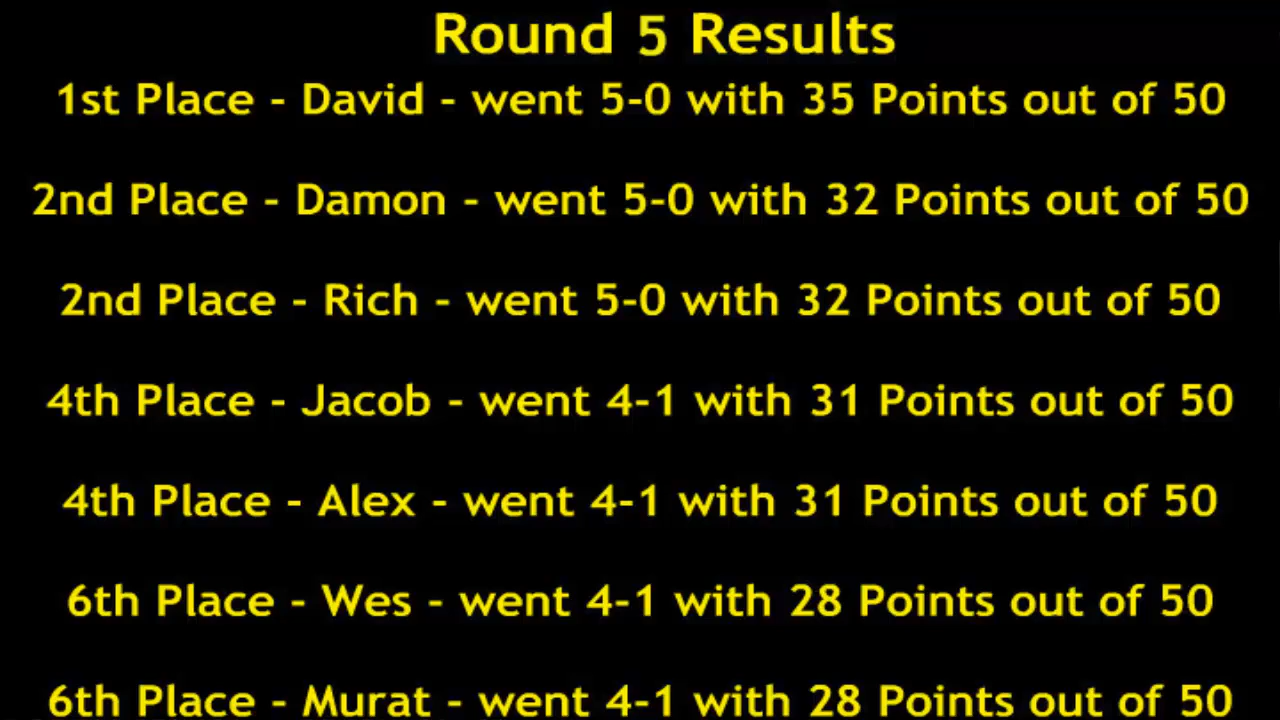 Round 5 Results
1st Place - David - went 5-0 with 35 Points out of 50
2nd Place - Damon - went 5-0 with 32 Points out of 50
2nd Place - Rich - went 5-0 with 32 Points out of 50
4th Place - Jacob - went 4-1 with 31 Points out of 50
4th Place - Alex - went 4-1 with 31 Points out of 50
6th Place - Wes - went 4-1 with 28 Points out of 50
6th Place - Murat - went 4-1 with 28 Points out of 50